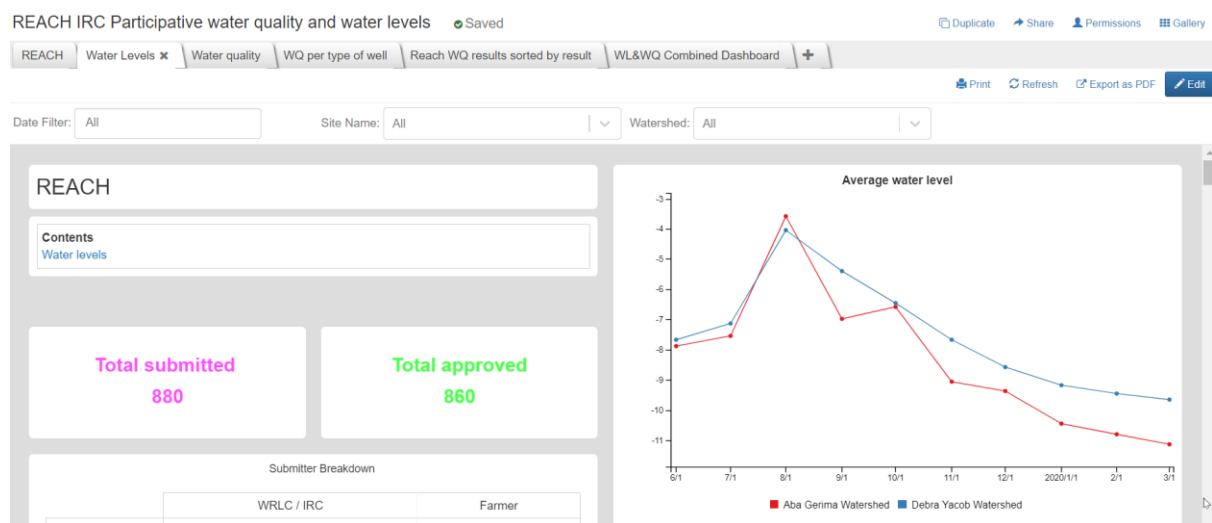 REACH IRC Participative water quality and water levels Saved Duplicate Share Permissions Gallery
REACH Water Levels Water quality WQ per type of well Reach WQ results sorted by result WL&WQ Combined Dashboard
Print Refresh Export as PDF Edit
Date Filter: All Site Name: All Watershed: All
REACH
Contents
Water levels
Total submitted
880
Total approved
860
Submitter Breakdown
WRLC / IRC Farmer
Average water level
-3
-4
-5
-6
-7
-8
-9
-10
-11
6/1 7/1 8/1 9/1 10/1 11/1 12/1 2020/1/1 2/1 3/1
Aba Gerima Watershed Debra Yacob Watershed